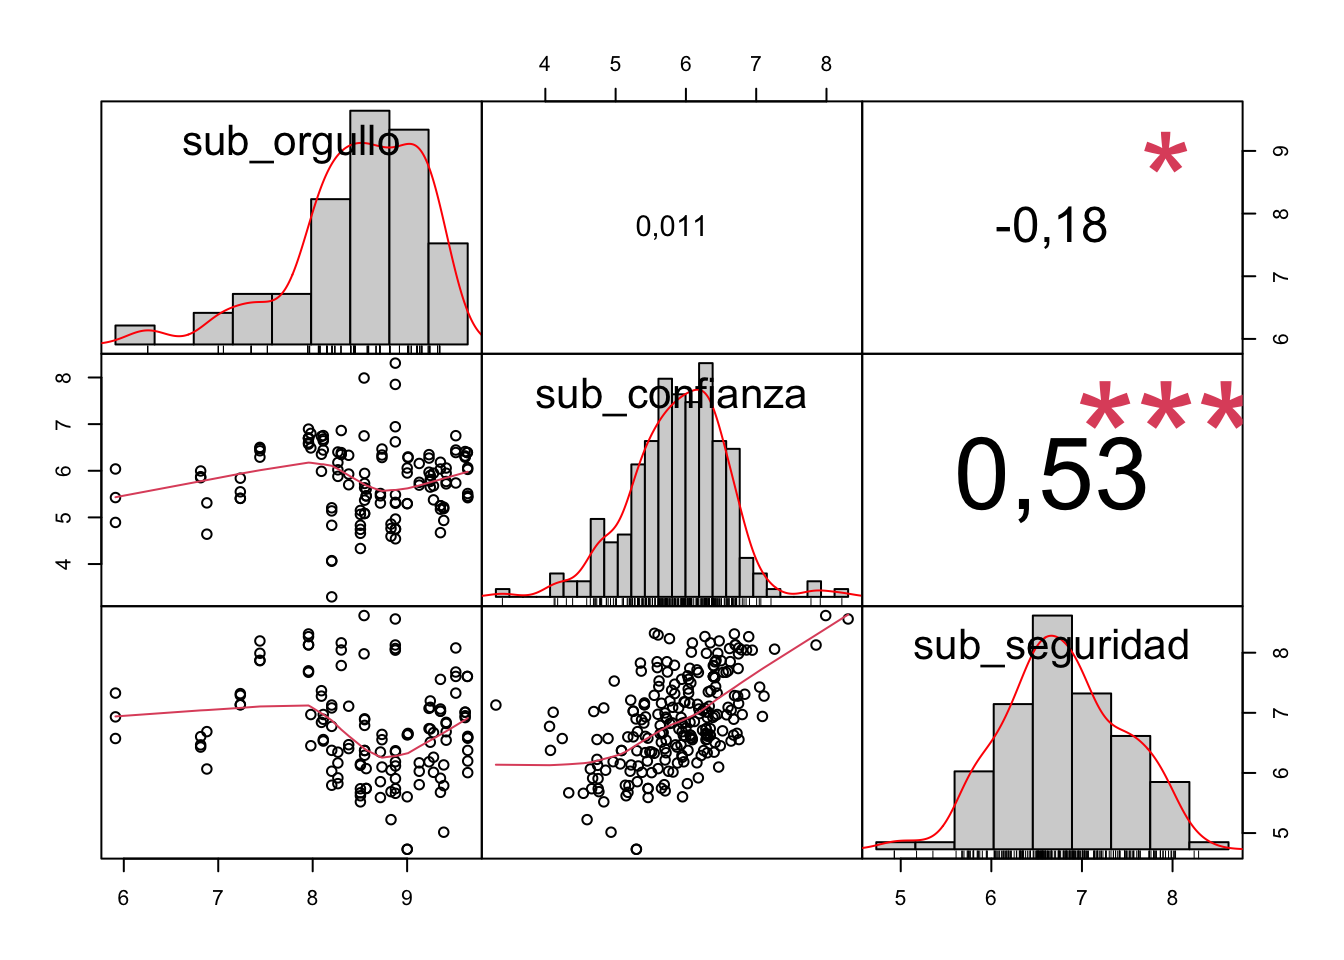 4 5 6 7 8
sub_orgullo
0,011
*
-0,18
6 7 8 9
4 5 6 7 8
sub_confianza
***
0,53
sub_seguridad
5 6 7 8
6 7 8 9
5 6 7 8